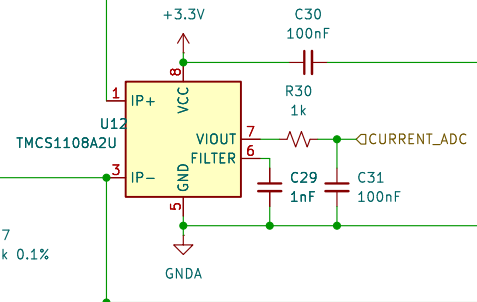 +3.3V
C30
100nF
8
VCC
R30
1k
1
IP+
U12
TMCS1108A2U
VIOUT
7
CURRENT_ADC
FILTER
6
3
IP-
GND
5
C29
1nF
C31
100nF
7
k 0.1%
GNDA